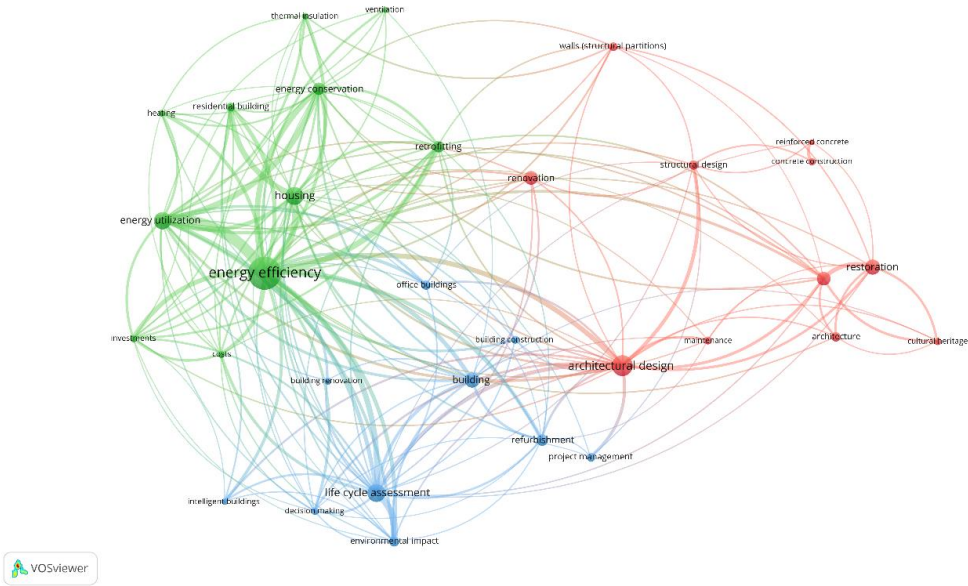 ventilation
thermal insulation
walls (structural partitions)
energy conservation
residential building
heating
retrofitting
reinforced concrete
concrete construction
structural design
renovation
housing
energy utilization
energy efficiency
restoration
office buildings
investments
costs
building construction
maintenance
architecture
cultural heritage
architectural design
building
building renovation
refurbishment
project management
life cycle assessment
intelligent buildings
decision making
environmental impact
VOSviewer